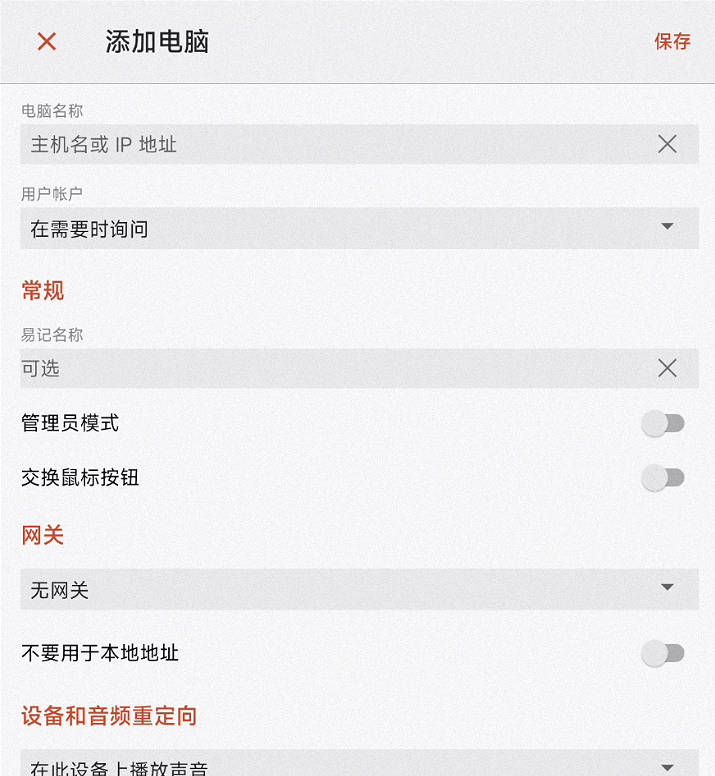 添加电脑
保存
电脑名称
主机名或 IP 地址
用户帐户
在需要时询问
常规
易记名称
可选
管理员模式
交换鼠标按钮
网关
无网关
不要用于本地地址
设备和音频重定向
在此设备上播放声音